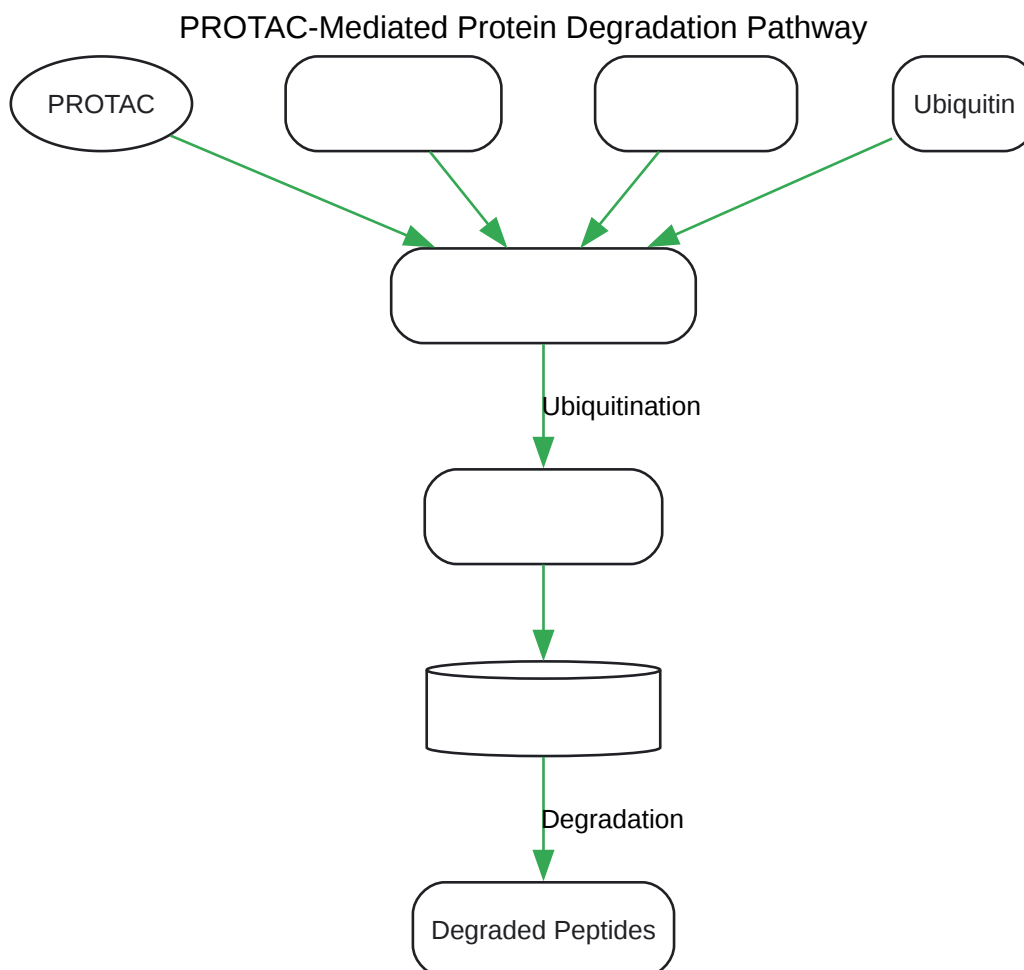 PROTAC-Mediated Protein Degradation Pathway
PROTAC
Ubiquitin
Ubiquitination
Degradation
Degraded Peptides